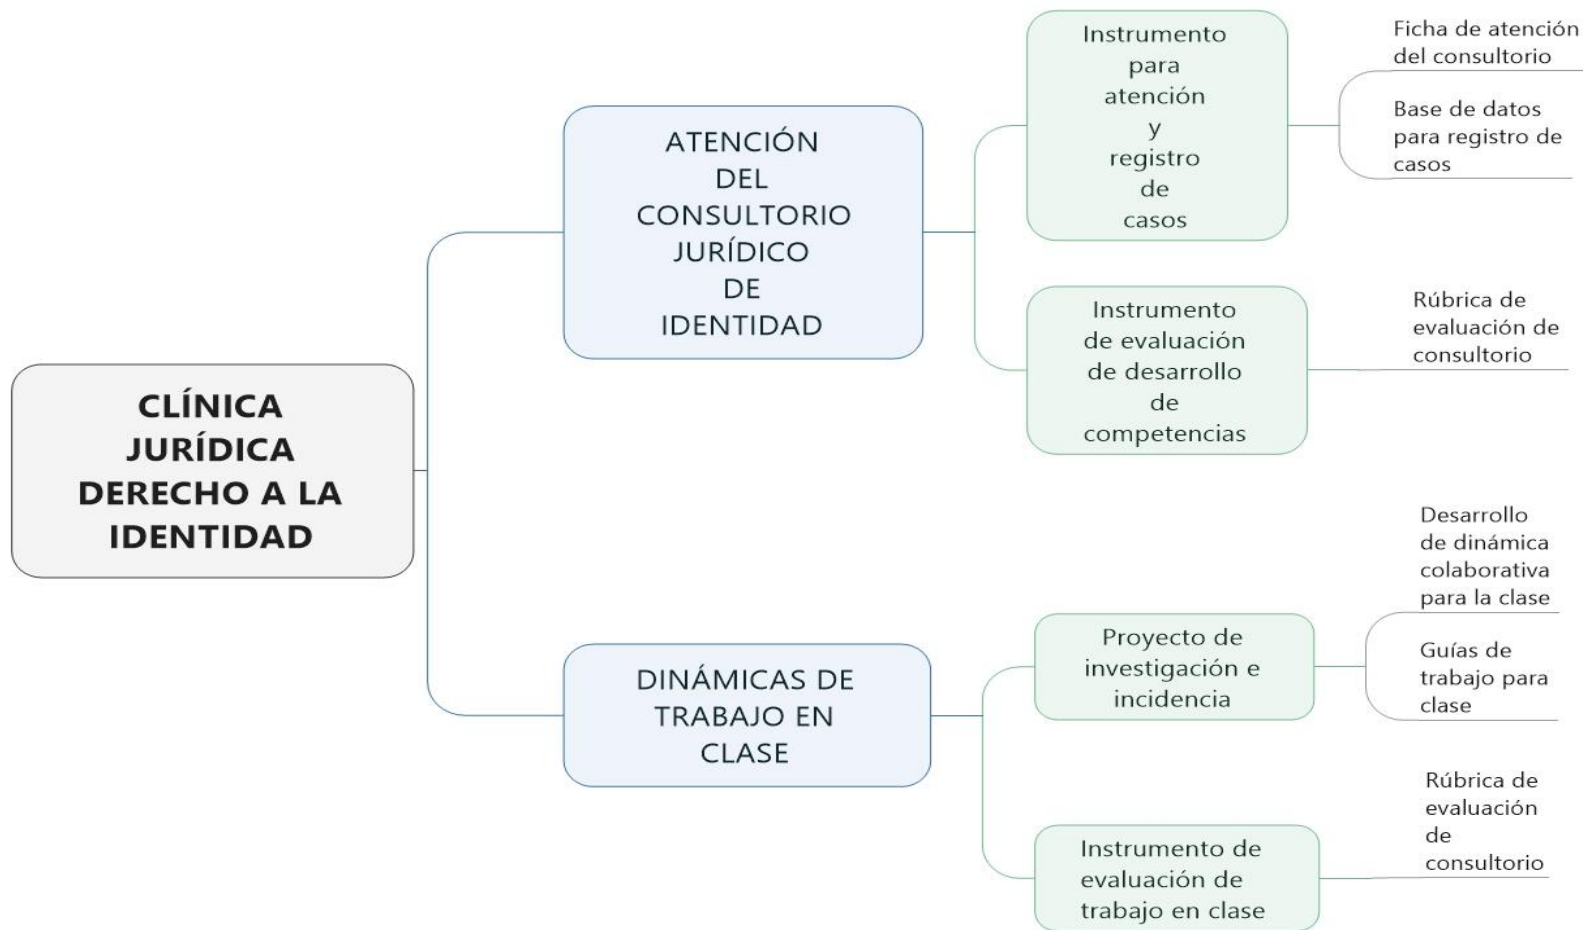 CLÍNICA
JURÍDICA
DERECHO A LA
IDENTIDAD
ATENCIÓN
DEL
CONSULTORIO
JURÍDICO
DE
IDENTIDAD
Instrumento
para
atención
y
registro
de
casos
Ficha de atención
del consultorio
Base de datos
para registro de
casos
Instrumento
de evaluación
de desarrollo
de
competencias
Rúbrica de
evaluación de
consultorio
DINÁMICAS DE
TRABAJO EN
CLASE
Proyecto de
investigación e
incidencia
Desarrollo
de dinámica
colaborativa
para la clase
Guías de
trabajo para
clase
Instrumento de
evaluación de
trabajo en clase
Rúbrica de
evaluación
de
consultorio